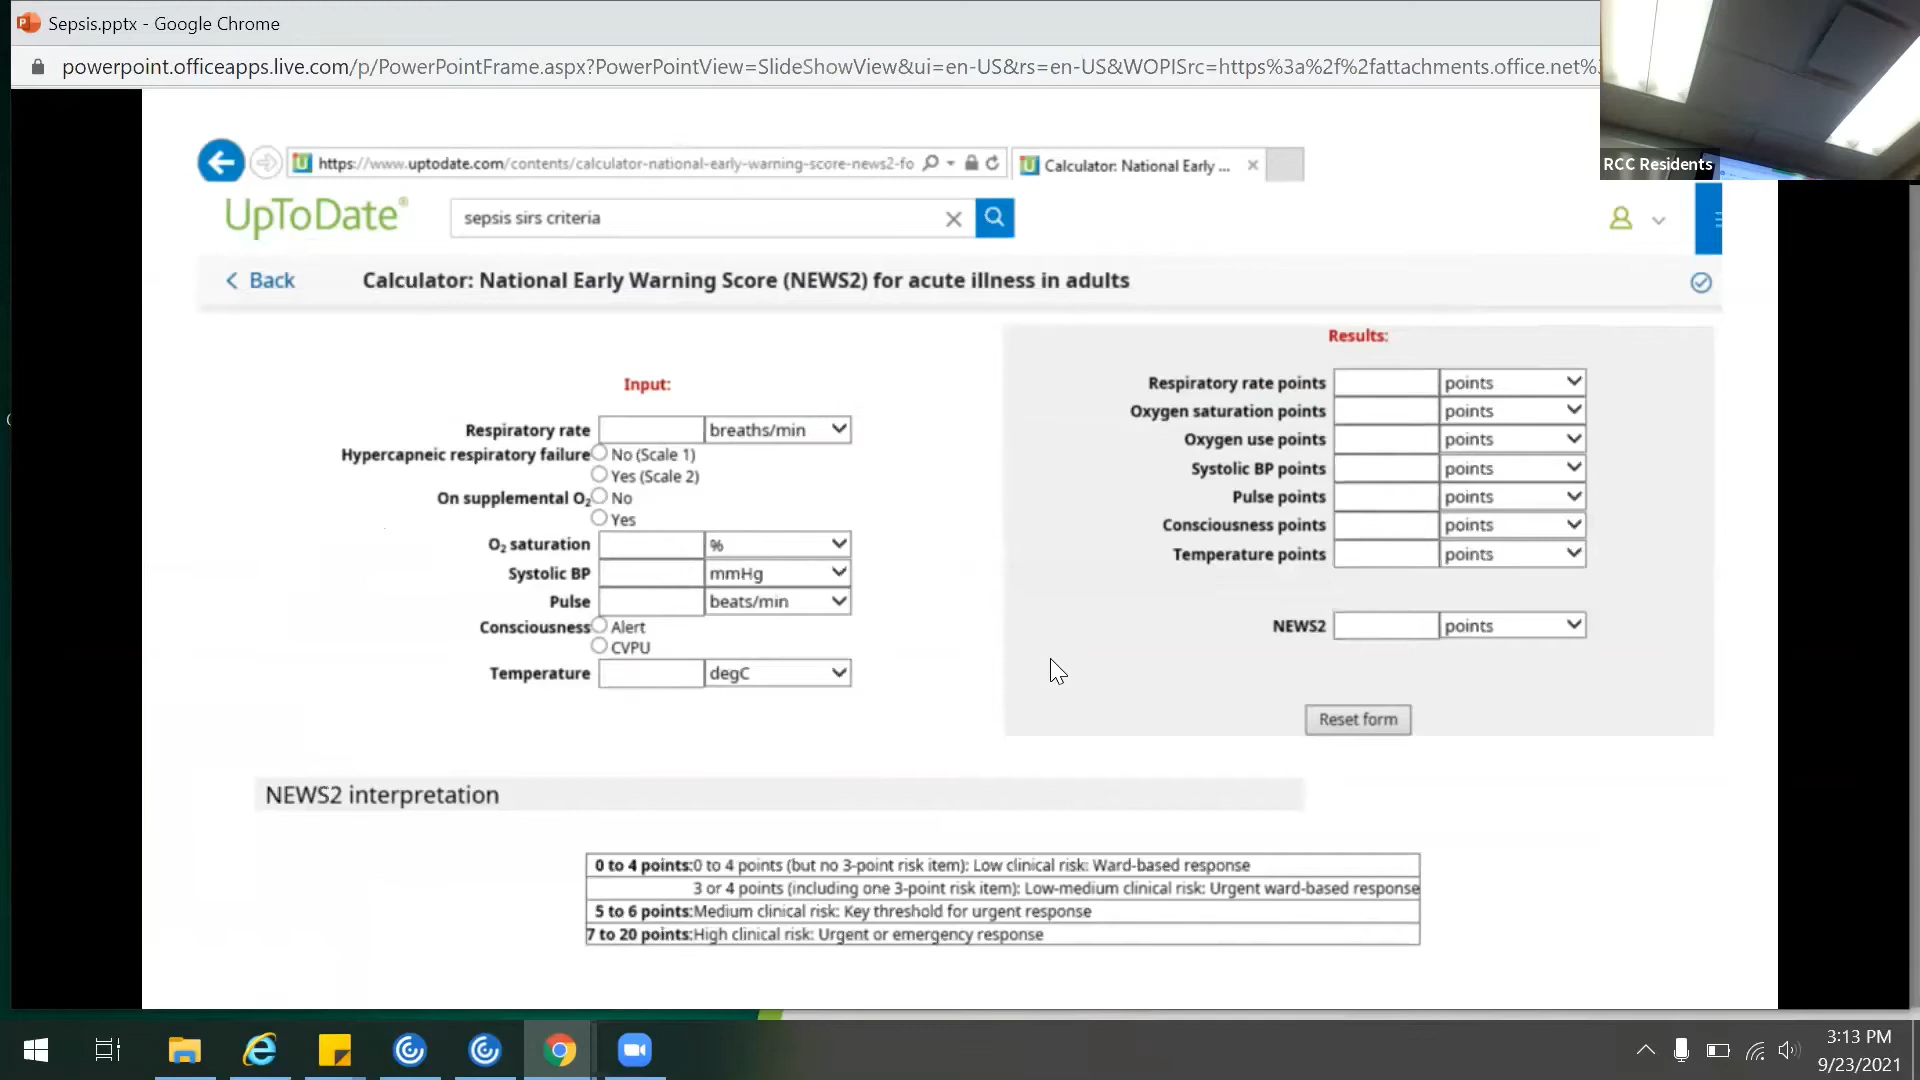 Sepsis.pptx - Google Chrome
powerpoint.officeapps.live.com/p/PowerPointFrame.aspx?PowerPointView=SlideShowView&ui=en-US&rs=en-US&WOPISrc=https%3a%2f%2fattachments.office.net%
RCC Residents
https://www.uptodate.com/contents/calculator-national-early-warning-score-news2-fo
Calculator: National Early ...
UpToDate®
sepsis sirs criteria
Back
Calculator: National Early Warning Score (NEWS2) for acute illness in adults
Input:
Respiratory rate breaths/min
Hypercapneic respiratory failure No (Scale 1)
Yes (Scale 2)
On supplemental O₂ No
Yes
O₂ saturation %
Systolic BP mmHg
Pulse beats/min
Consciousness Alert
CVPU
Temperature degC
Results:
Respiratory rate points points
Oxygen saturation points points
Oxygen use points points
Systolic BP points points
Pulse points points
Consciousness points points
Temperature points points
NEWS2 points
Reset form
NEWS2 interpretation
0 to 4 points:0 to 4 points (but no 3-point risk item): Low clinical risk: Ward-based response
3 or 4 points (including one 3-point risk item): Low-medium clinical risk: Urgent ward-based response
5 to 6 points:Medium clinical risk: Key threshold for urgent response
7 to 20 points:High clinical risk: Urgent or emergency response
3:13 PM
9/23/2021